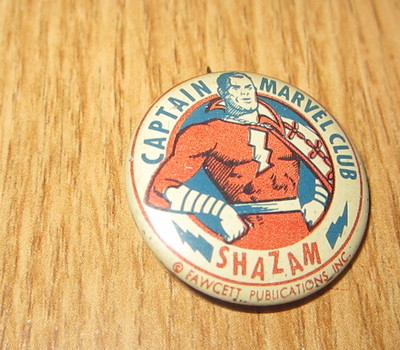 CAPTAIN MARVEL CLUB
SHAZAM
© FAWCETT PUBLICATIONS, INC.